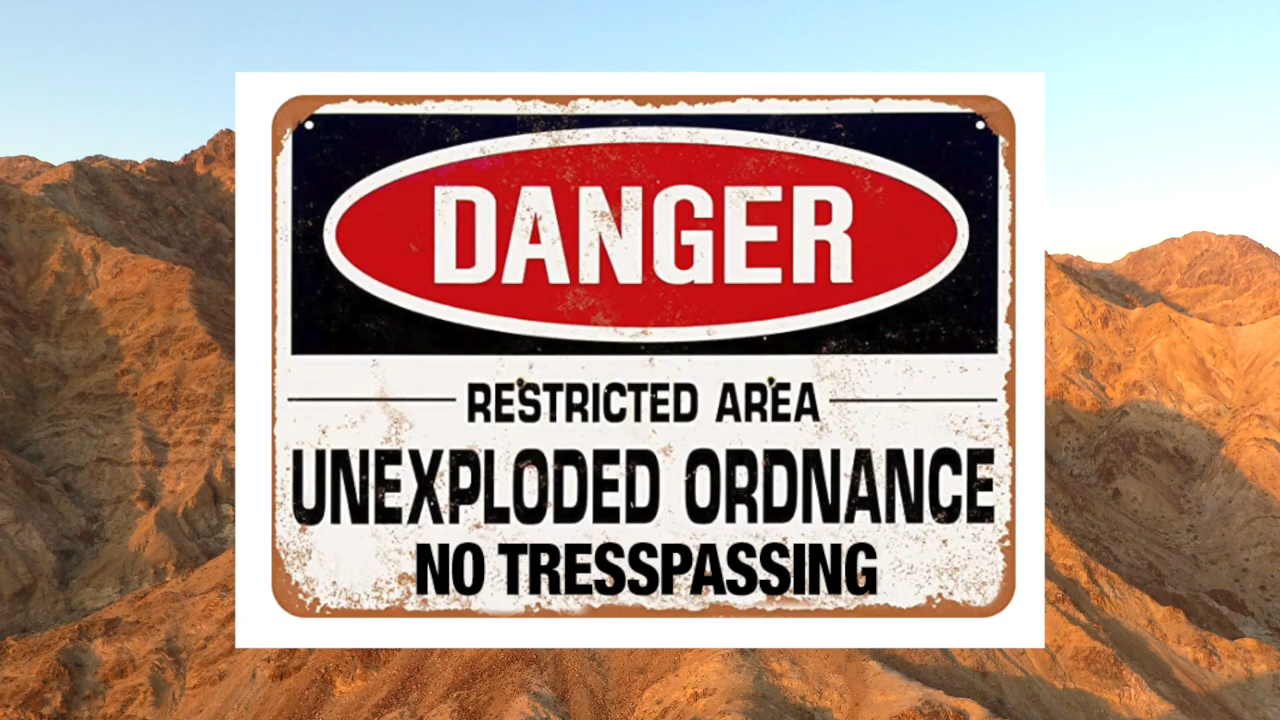 DANGER
RESTRICTED AREA
UNEXPLODED ORDNANCE
NO TRESSPASSING